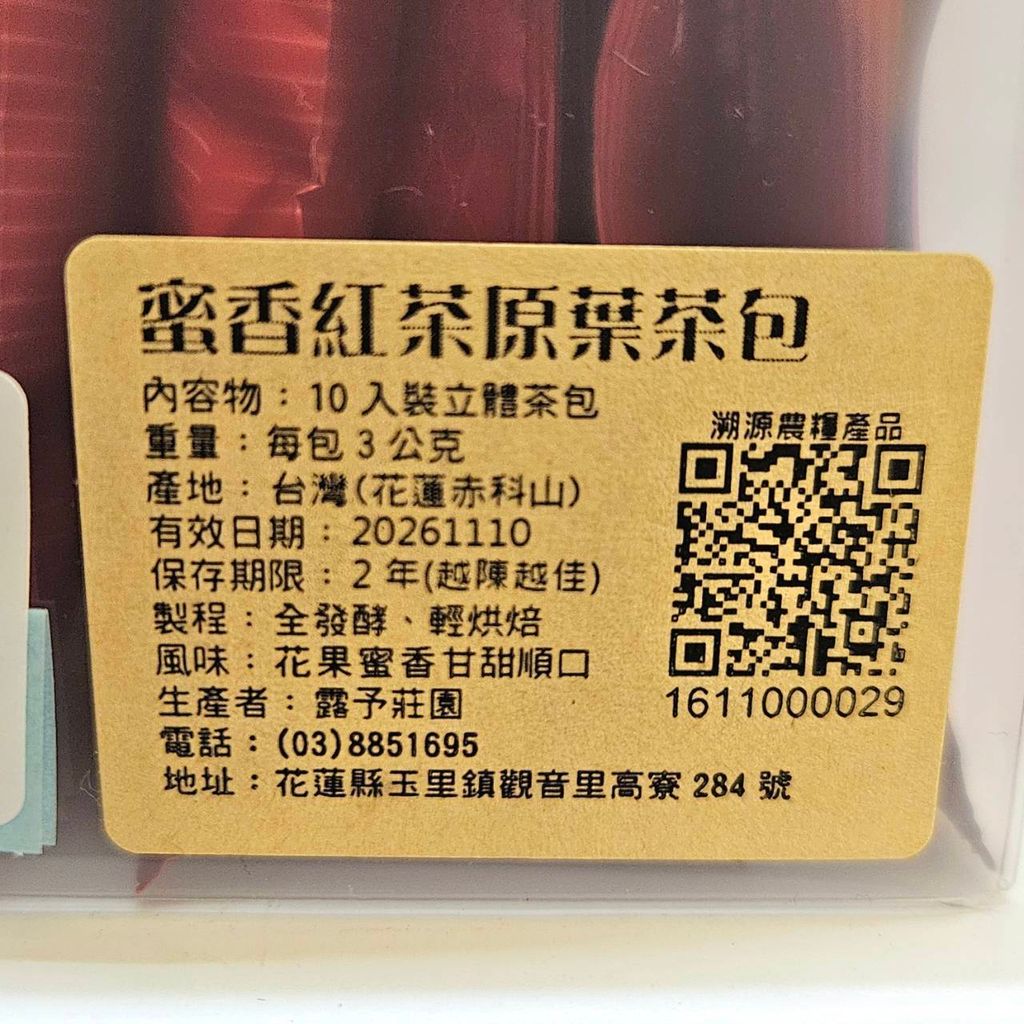 蜜香紅茶原葉茶包
內容物：10 入裝立體茶包
重量：每包 3 公克
產地：台灣(花蓮赤科山)
有效日期：20261110
保存期限：2 年(越陳越佳)
製程：全發酵、輕烘焙
風味：花果蜜香甘甜順口
生產者：露予莊園
電話：(03)8851695
地址：花蓮縣玉里鎮觀音里高寮 284 號
溯源農糧產品
1611000029